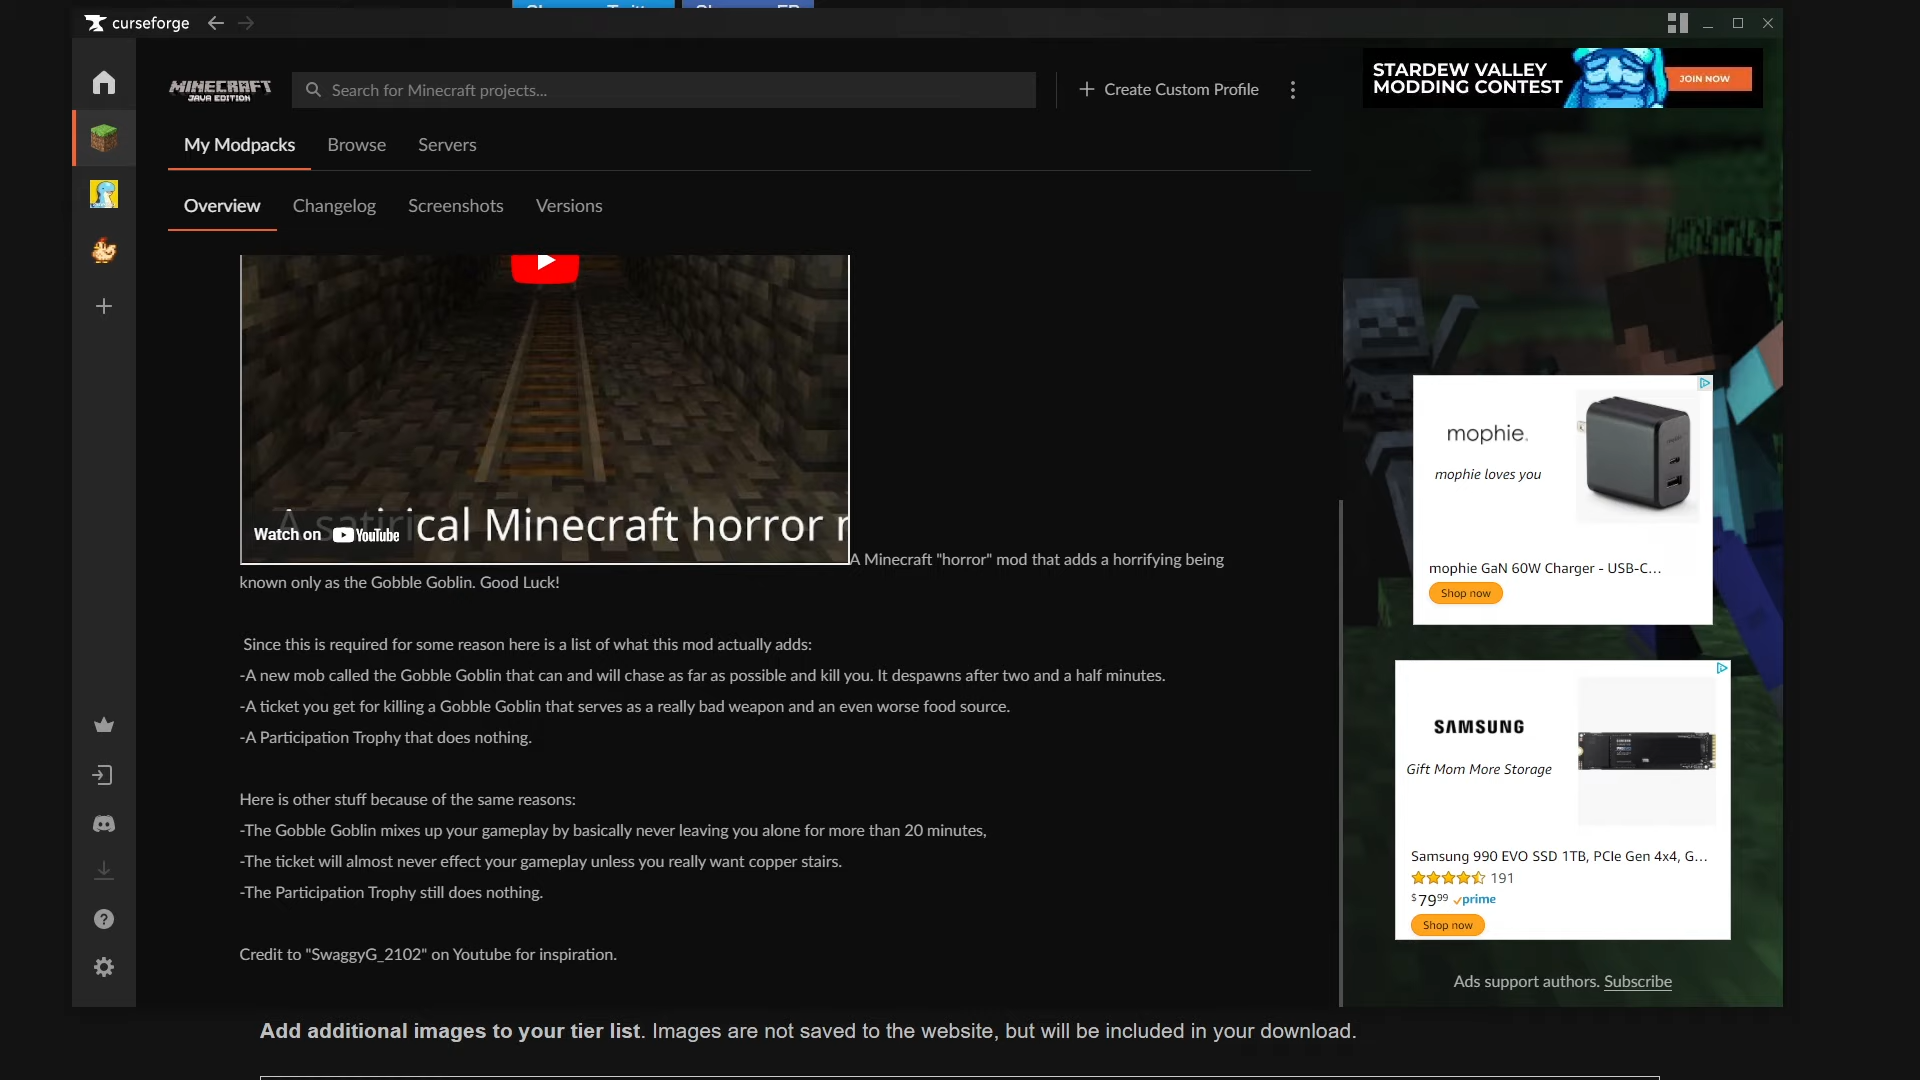 curseforge
MINECRAFT
JAVA EDITION
Search for Minecraft projects...
Create Custom Profile
STARDEW VALLEY
MODDING CONTEST
JOIN NOW
My Modpacks
Browse
Servers
Overview
Changelog
Screenshots
Versions
A satirical Minecraft horror
Watch on YouTube
A Minecraft "horror" mod that adds a horrifying being
known only as the Gobble Goblin. Good Luck!
Since this is required for some reason here is a list of what this mod actually adds:
-A new mob called the Gobble Goblin that can and will chase as far as possible and kill you. It despawns after two and a half minutes.
-A ticket you get for killing a Gobble Goblin that serves as a really bad weapon and an even worse food source.
-A Participation Trophy that does nothing.
Here is other stuff because of the same reasons:
-The Gobble Goblin mixes up your gameplay by basically never leaving you alone for more than 20 minutes,
-The ticket will almost never effect your gameplay unless you really want copper stairs.
-The Participation Trophy still does nothing.
Credit to "SwaggyG_2102" on Youtube for inspiration.
mophie.
mophie loves you
mophie GaN 60W Charger - USB-C...
Shop now
SAMSUNG
Gift Mom More Storage
Samsung 990 EVO SSD 1TB, PCIe Gen 4x4, G...
191
$79.99 prime
Shop now
Ads support authors. Subscribe
Add additional images to your tier list. Images are not saved to the website, but will be included in your download.